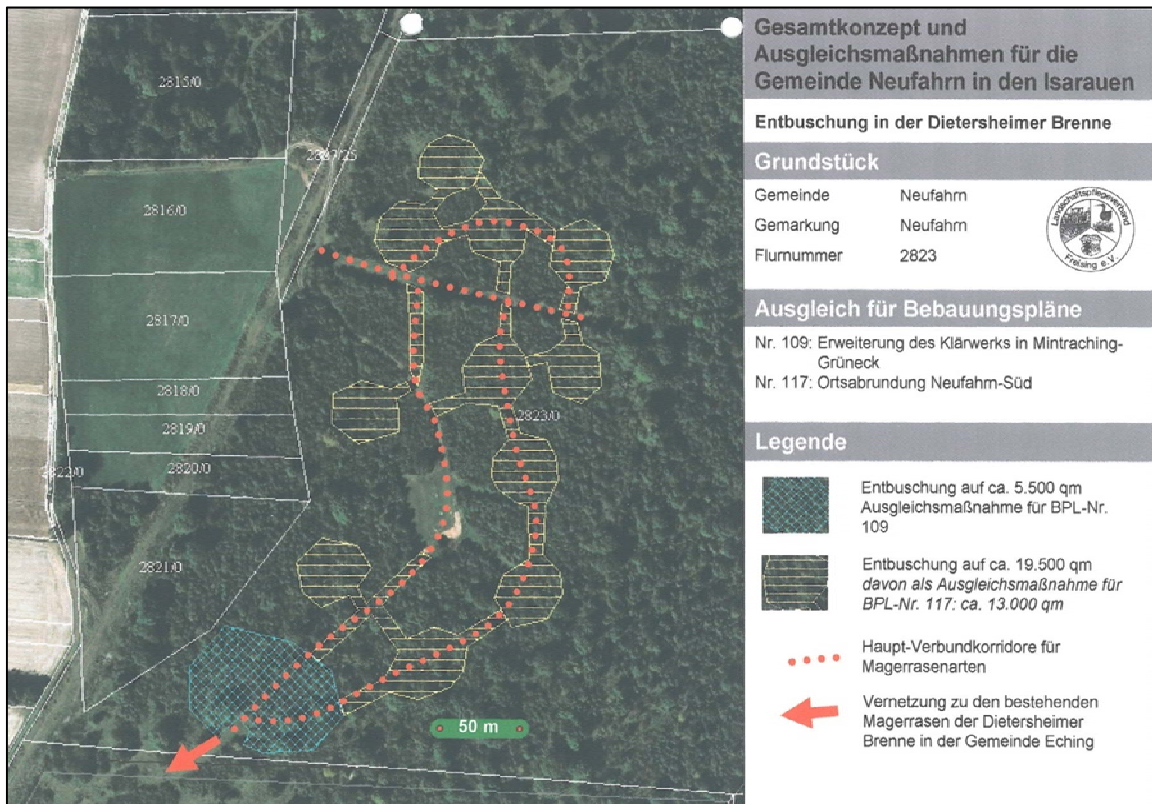 Gesamtkonzept und
Ausgleichsmaßnahmen für die
Gemeinde Neufahrn in den Isarauen
Entbuschung in der Dietersheimer Brenne
Grundstück
Gemeinde Neufahrn
Gemarkung Neufahrn
Flurnummer 2823
Landschaftspflegeverband
Freising e.V.
Ausgleich für Bebauungspläne
Nr. 109: Erweiterung des Klärwerks in Mintraching-
Grüneck
Nr. 117: Ortsabrundung Neufahrn-Süd
Legende
Entbuschung auf ca. 5.500 qm
Ausgleichsmaßnahme für BPL-Nr.
109
Entbuschung auf ca. 19.500 qm
davon als Ausgleichsmaßnahme für
BPL-Nr. 117: ca. 13.000 qm
Haupt-Verbundkorridore für
Magerrasenarten
Vernetzung zu den bestehenden
Magerrasen der Dietersheimer
Brenne in der Gemeinde Eching
2815/0
2816/0
2817/0
2818/0
2819/0
2820/0
2822/0
2821/0
2823/0
50 m